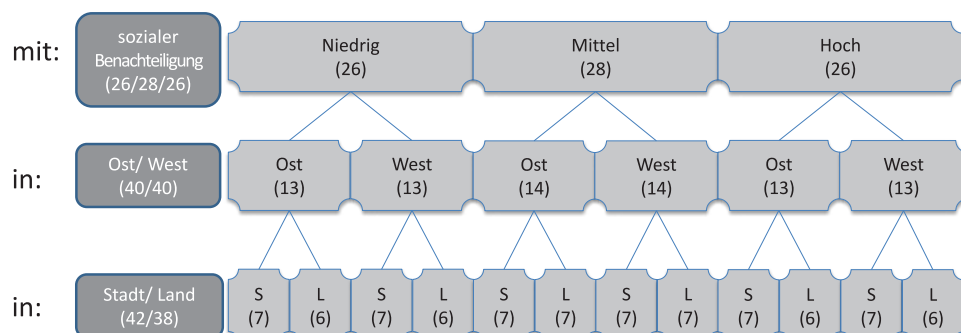 mit:
sozialer
Benachteiligung
(26/28/26)
Niedrig
(26)
Mittel
(28)
Hoch
(26)
in:
Ost/ West
(40/40)
Ost
(13)
West
(13)
Ost
(14)
West
(14)
Ost
(13)
West
(13)
in:
Stadt/ Land
(42/38)
S
(7)
L
(6)
S
(7)
L
(6)
S
(7)
L
(7)
S
(7)
L
(7)
S
(7)
L
(6)
S
(7)
L
(6)